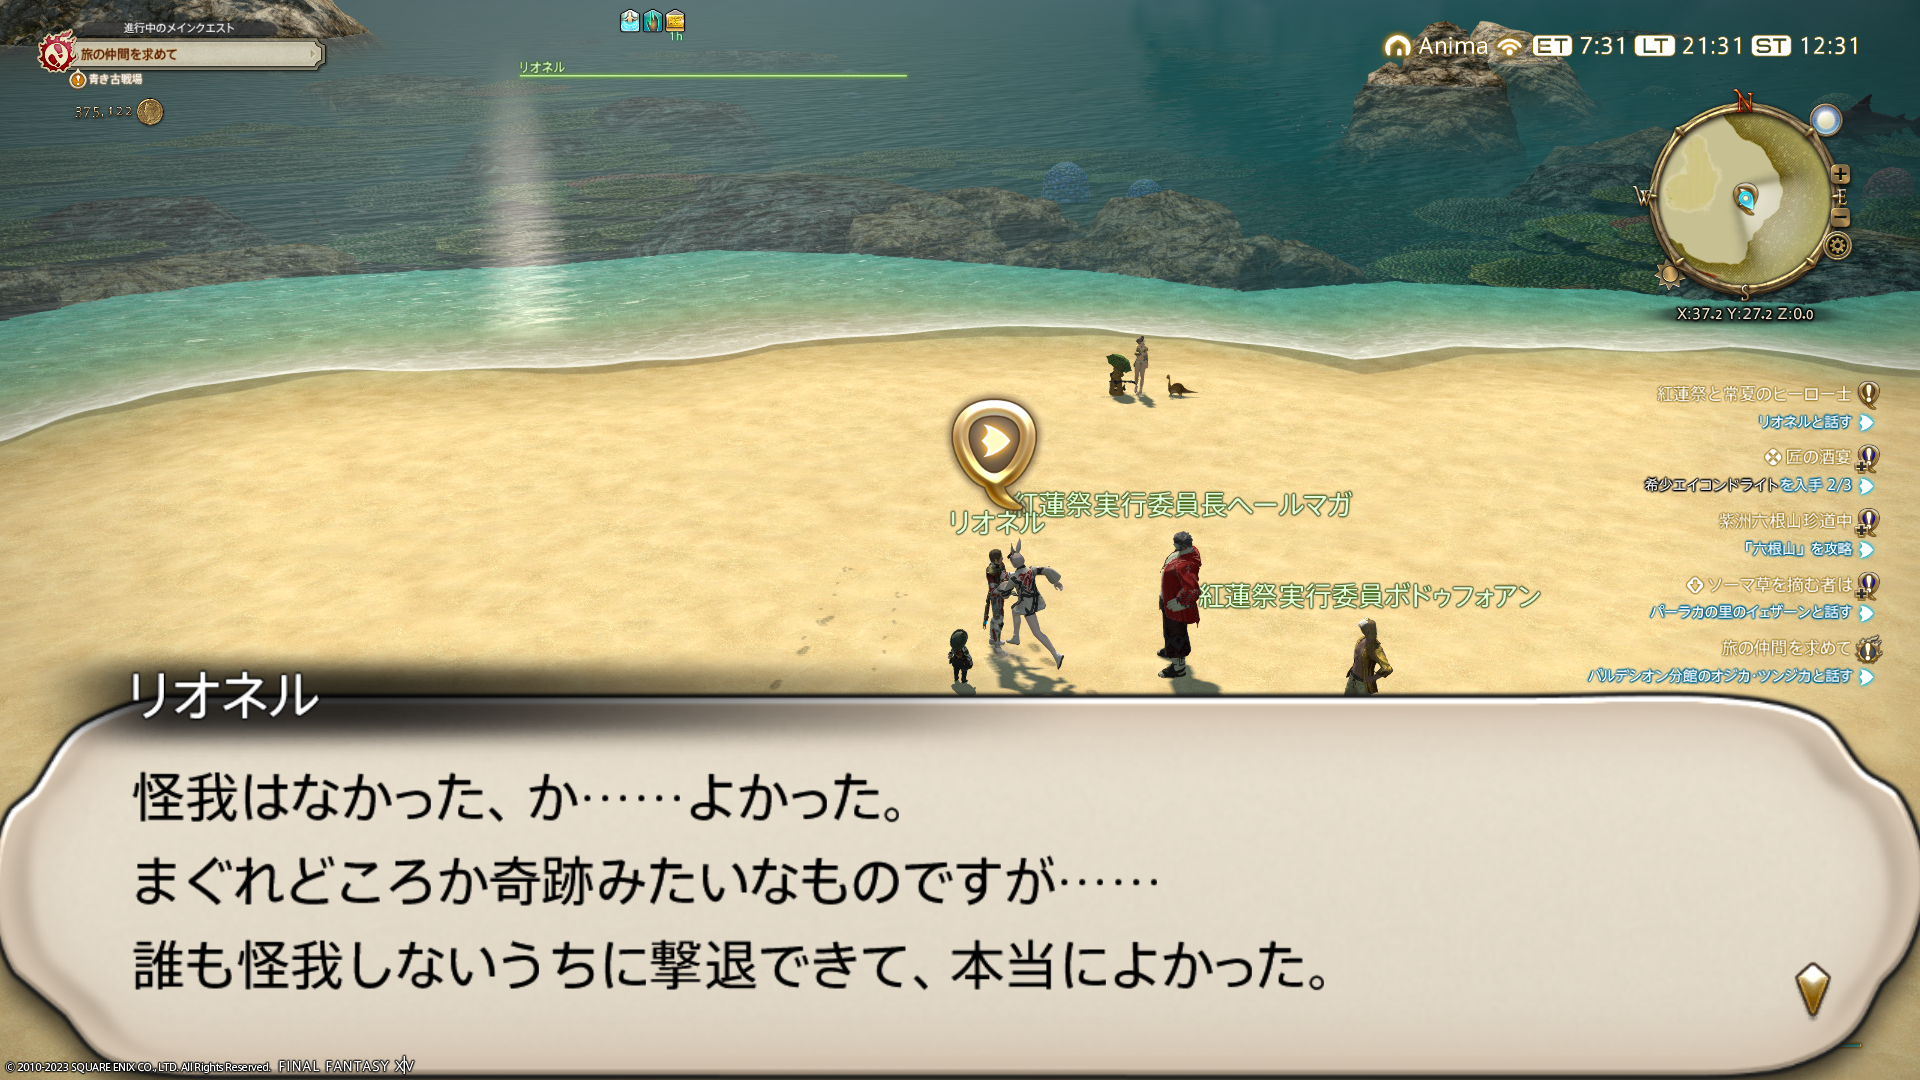 進行中のメインクエスト
旅の仲間を求めて
青き古戦場
375,122
1h
リオネル
Anima ET 7:31 LT 21:31 ST 12:31
N
W
E
S
X:37.2 Y:27.2 Z:0.0
紅蓮祭と常夏のヒーロー士
リオネルと話す
匠の酒宴
希少エイコンドライトを入手 2/3
紫洲六根山珍道中
「六根山」を攻略
ソーマ草を摘む者は
パーラカの里のイェザーンと話す
旅の仲間を求めて
バルデシオン分館のオジカ・ツンジカと話す
紅蓮祭実行委員長ヘールマガ
リオネル
紅蓮祭実行委員ボドゥフォアン
リオネル
怪我はなかった、か……よかった。
まぐれどころか奇跡みたいなものですが……
誰も怪我しないうちに撃退できて、本当によかった。
© 2010-2023 SQUARE ENIX CO., LTD. All Rights Reserved. FINAL FANTASY XIV